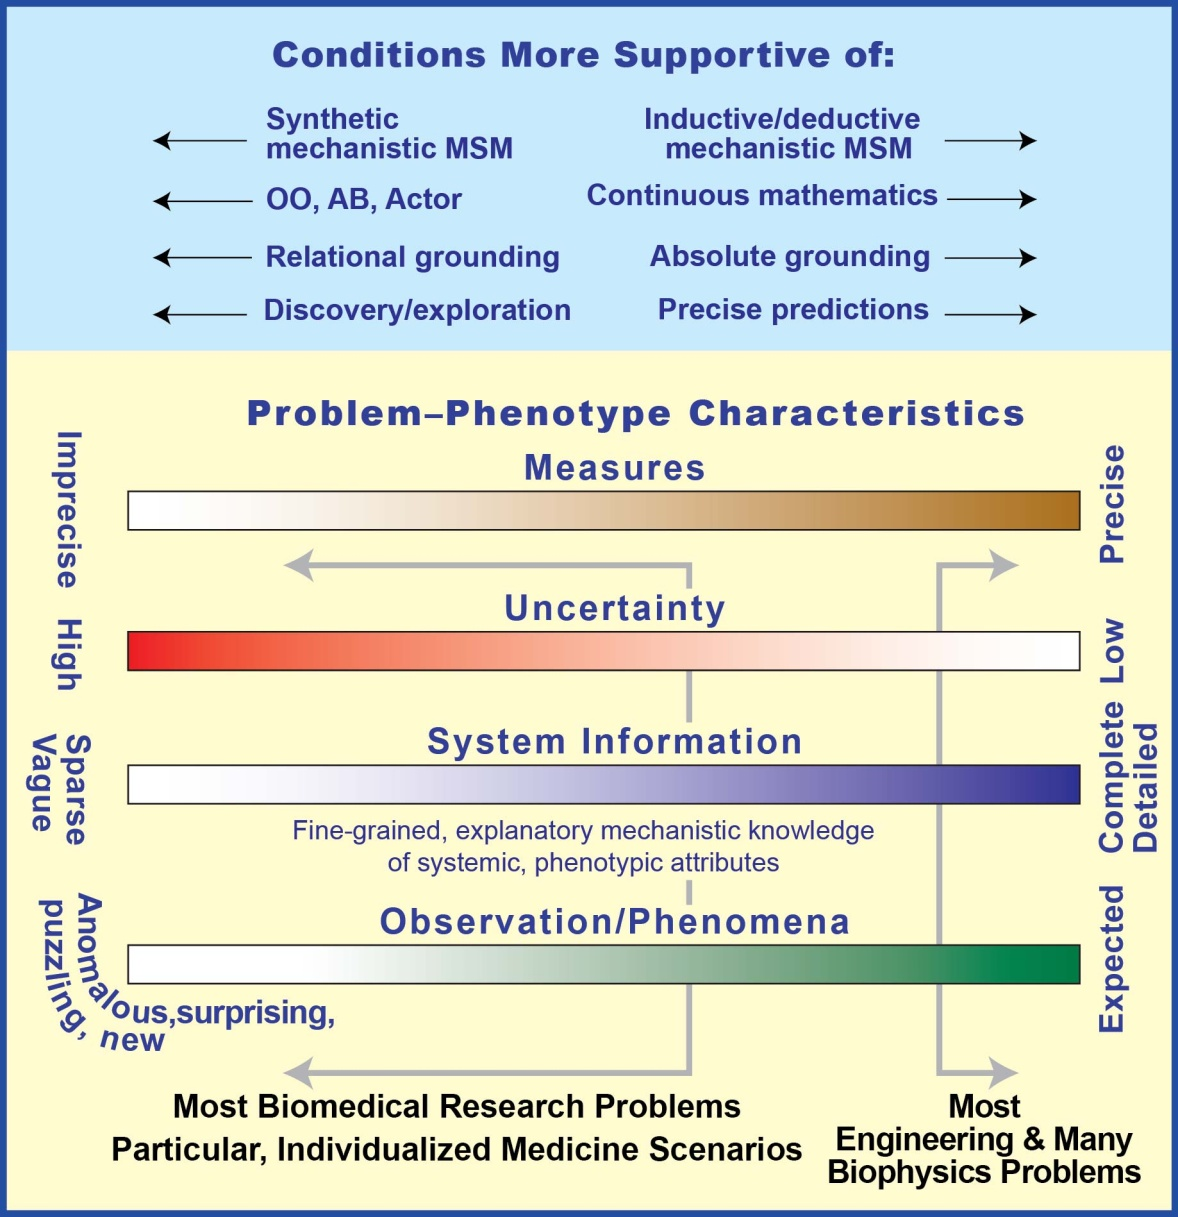 Conditions More Supportive of:
Synthetic
mechanistic MSM
Inductive/deductive
mechanistic MSM
OO, AB, Actor
Continuous mathematics
Relational grounding
Absolute grounding
Discovery/exploration
Precise predictions
Problem–Phenotype Characteristics
Measures
Imprecise
Precise
Uncertainty
High
Low
System Information
Sparse
Vague
Complete
Detailed
Fine-grained, explanatory mechanistic knowledge
of systemic, phenotypic attributes
Observation/Phenomena
Anomalous,surprising,
puzzling, new
Expected
Most Biomedical Research Problems
Particular, Individualized Medicine Scenarios
Most
Engineering & Many
Biophysics Problems